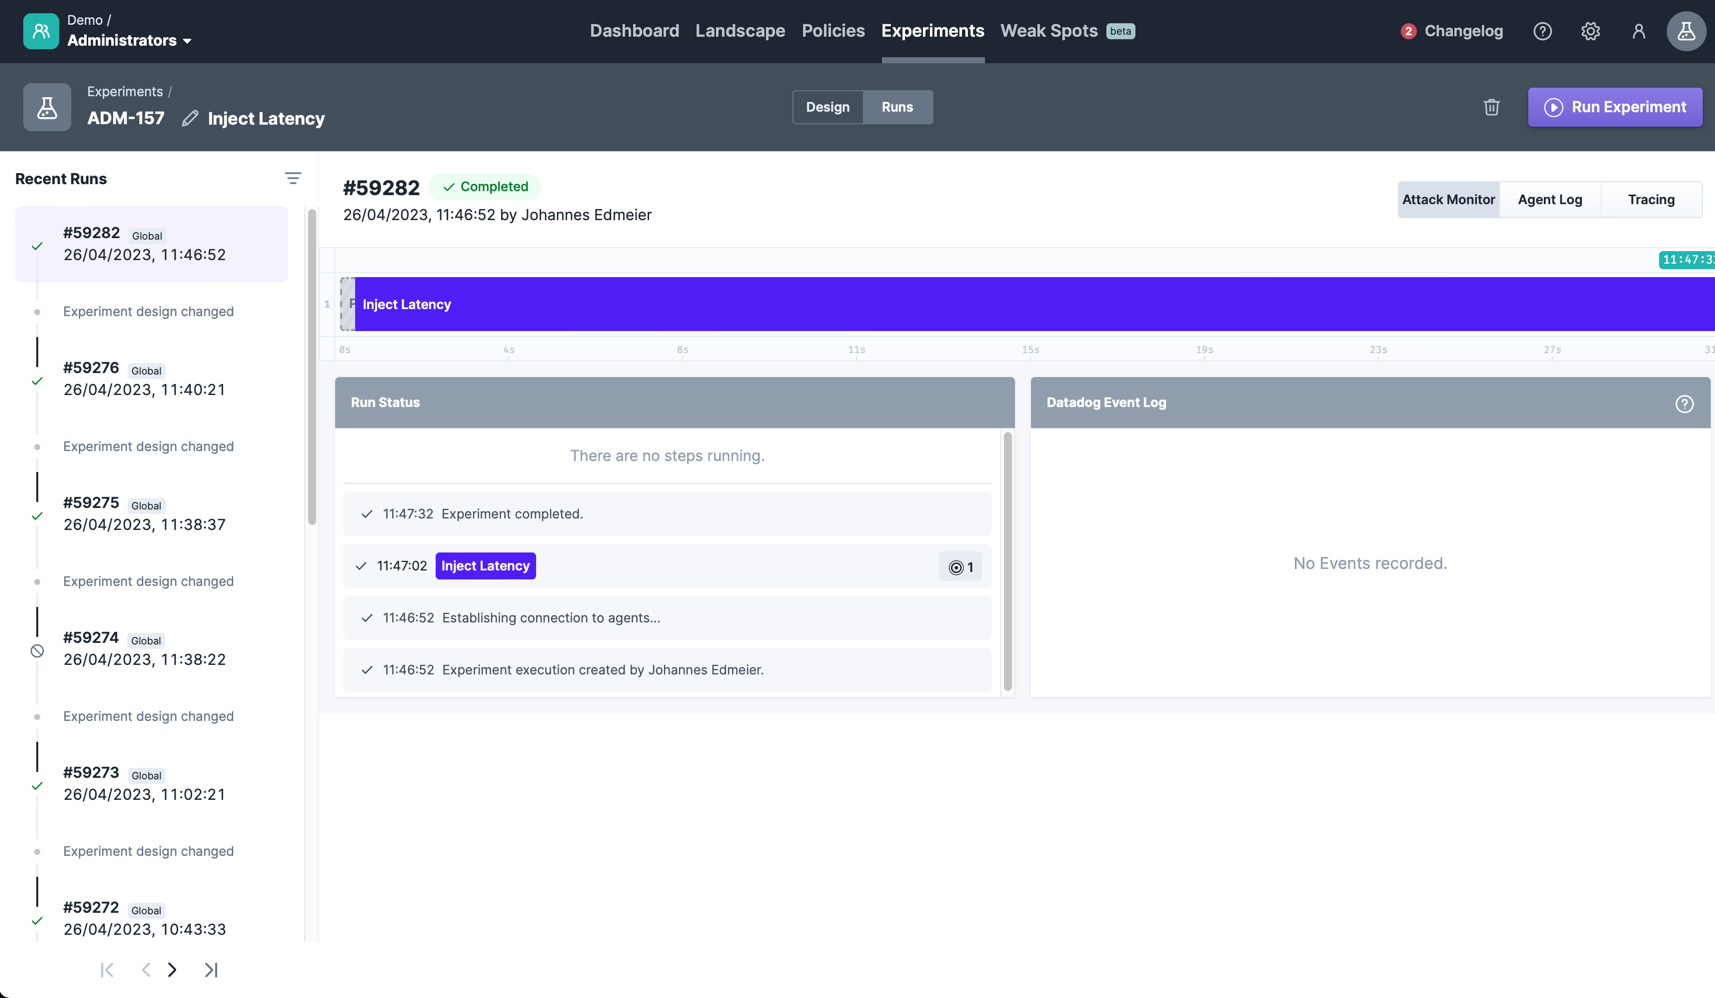 Demo /
Administrators
Dashboard Landscape Policies Experiments Weak Spots beta
2 Changelog
Experiments /
ADM-157 Inject Latency
Design Runs
Run Experiment
Recent Runs
#59282 Global
26/04/2023, 11:46:52
Experiment design changed
#59276 Global
26/04/2023, 11:40:21
Experiment design changed
#59275 Global
26/04/2023, 11:38:37
Experiment design changed
#59274 Global
26/04/2023, 11:38:22
Experiment design changed
#59273 Global
26/04/2023, 11:02:21
Experiment design changed
#59272 Global
26/04/2023, 10:43:33
#59282 Completed
26/04/2023, 11:46:52 by Johannes Edmeier
Attack Monitor Agent Log Tracing
11:47:3
1 Inject Latency
0s 4s 8s 11s 15s 19s 23s 27s 31
Run Status
There are no steps running.
11:47:32 Experiment completed.
11:47:02 Inject Latency 1
11:46:52 Establishing connection to agents...
11:46:52 Experiment execution created by Johannes Edmeier.
Datadog Event Log
No Events recorded.